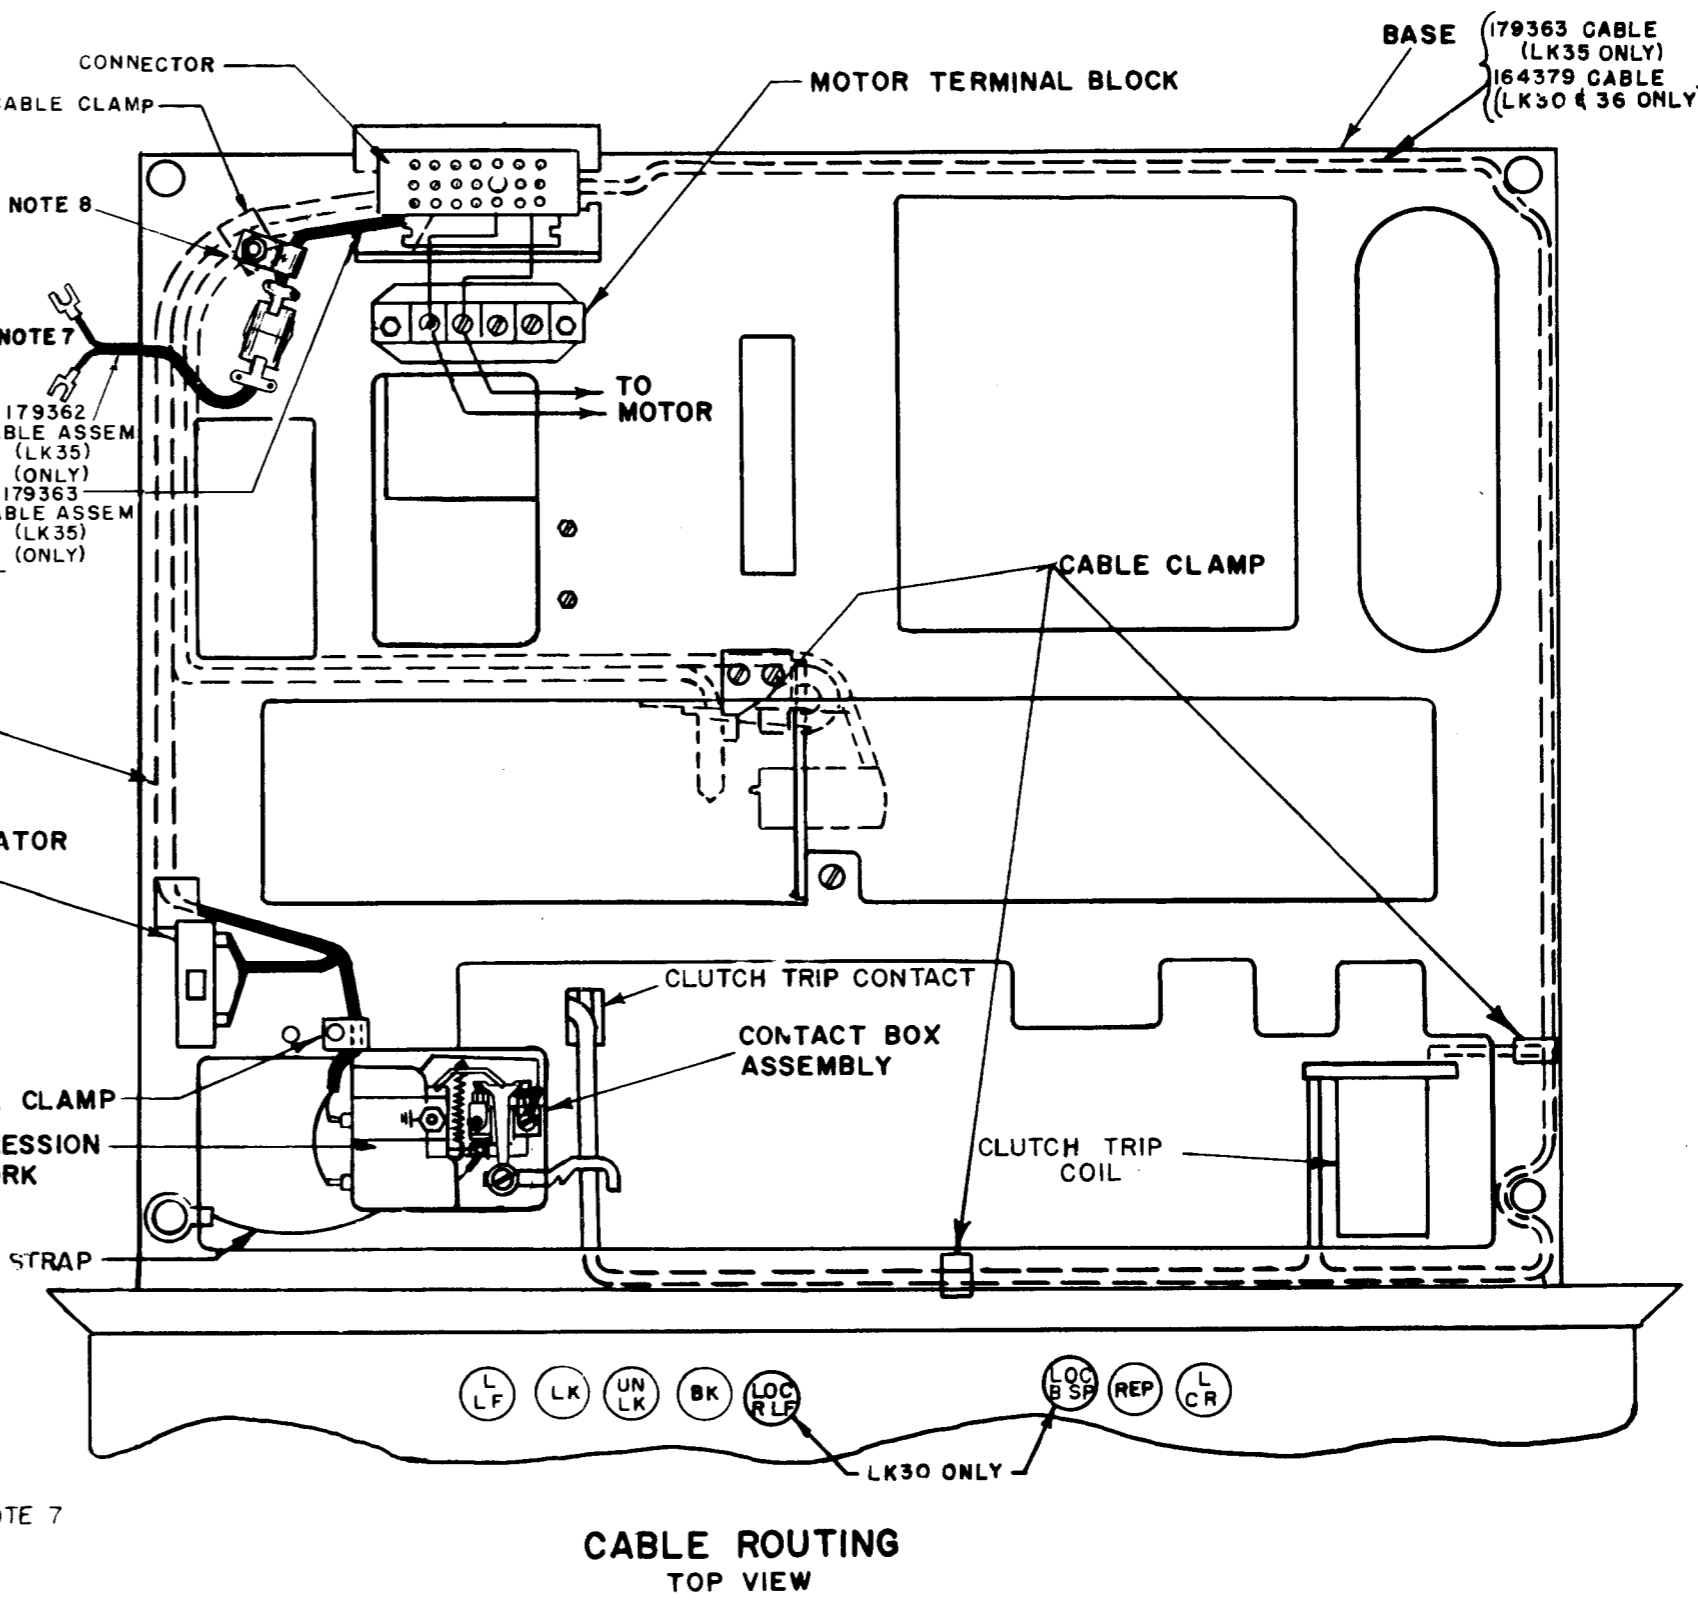 CONNECTOR
CABLE CLAMP
NOTE 8
NOTE 7
179362
ABLE ASSEM
(LK35)
(ONLY)
179363
ABLE ASSEM
(LK35)
(ONLY)
MOTOR TERMINAL BLOCK
BASE
179363 CABLE
(LK35 ONLY)
164379 CABLE
(LK30 & 36 ONLY
TO
MOTOR
CABLE CLAMP
ATOR
CLUTCH TRIP CONTACT
CONTACT BOX
ASSEMBLY
CLAMP
ESSION
ORK
STRAP
CLUTCH TRIP
COIL
L
LF
LK
UN
LK
BK
LOC
R LF
LOC
B SP
REP
L
CR
LK30 ONLY
OTE 7
CABLE ROUTING
TOP VIEW